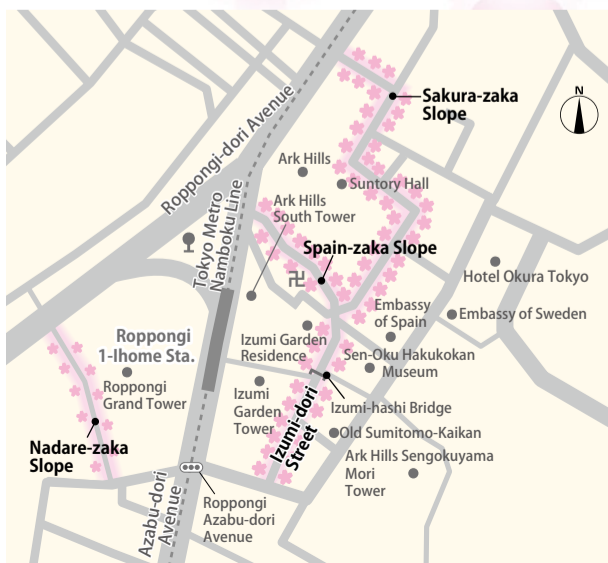 N
Sakura-zaka
Slope
Roppongi-dori Avenue
Ark Hills
Suntory Hall
Ark Hills
South Tower
Tokyo Metro
Namboku Line
Spain-zaka Slope
卍
Hotel Okura Tokyo
Embassy
of Spain
Embassy of Sweden
Roppongi
1-Ihome Sta.
Izumi Garden
Residence
Sen-Oku Hakukokan
Museum
Roppongi
Grand Tower
Izumi
Garden
Tower
Izumi-hashi Bridge
Izumi-dori
Street
Old Sumitomo-Kaikan
Nadare-zaka
Slope
Ark Hills Sengokuyama
Mori
Tower
Azabu-dori
Avenue
Roppongi
Azabu-dori
Avenue